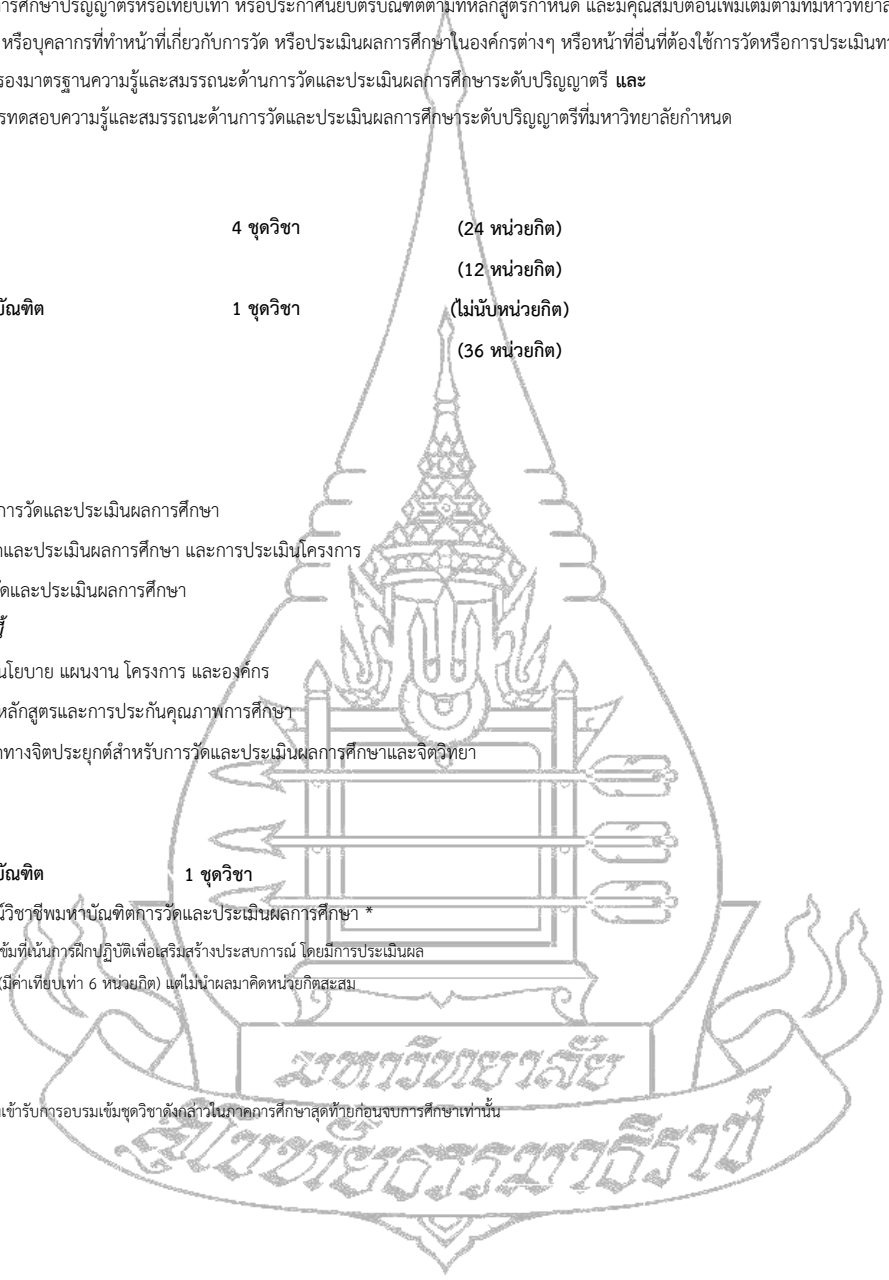 การศึกษาปริญญาตรีหรือเทียบเท่า หรือประกาศนียบัตรบัณฑิตตามที่หลักสูตรกำหนด และมีคุณสมบัติอื่นเพิ่มเติมตามที่มหาวิทยาลั
หรือบุคลากรที่ทำหน้าที่เกี่ยวกับการวัด หรือประเมินผลการศึกษาในองค์กรต่างๆ หรือหน้าที่อื่นที่ต้องใช้การวัดหรือการประเมินทา
รองมาตรฐานความรู้และสมรรถนะด้านการวัดและประเมินผลการศึกษาระดับปริญญาตรี และ
รทดสอบความรู้และสมรรถนะด้านการวัดและประเมินผลการศึกษาระดับปริญญาตรีที่มหาวิทยาลัยกำหนด
4 ชุดวิชา (24 หน่วยกิต)
(12 หน่วยกิต)
บัณฑิต 1 ชุดวิชา (ไม่นับหน่วยกิต)
(36 หน่วยกิต)
การวัดและประเมินผลการศึกษา
และประเมินผลการศึกษา และการประเมินโครงการ
วัดและประเมินผลการศึกษา
นี้
นโยบาย แผนงาน โครงการ และองค์กร
หลักสูตรและการประกันคุณภาพการศึกษา
ทางจิตประยุกต์สำหรับการวัดและประเมินผลการศึกษาและจิตวิทยา
บัณฑิต 1 ชุดวิชา
วิชาชีพมหาบัณฑิตการวัดและประเมินผลการศึกษา *
เข้มที่เน้นการฝึกปฏิบัติเพื่อเสริมสร้างประสบการณ์ โดยมีการประเมินผล
(มีค่าเทียบเท่า 6 หน่วยกิต) แต่ไม่นำผลมาคิดหน่วยกิตสะสม
มหาวิทยาลัย
เข้ารับการอบรมเข้มชุดวิชาดังกล่าวในภาคการศึกษาสุดท้ายก่อนจบการศึกษาเท่านั้น
สุโขทัยธรรมาธิราช